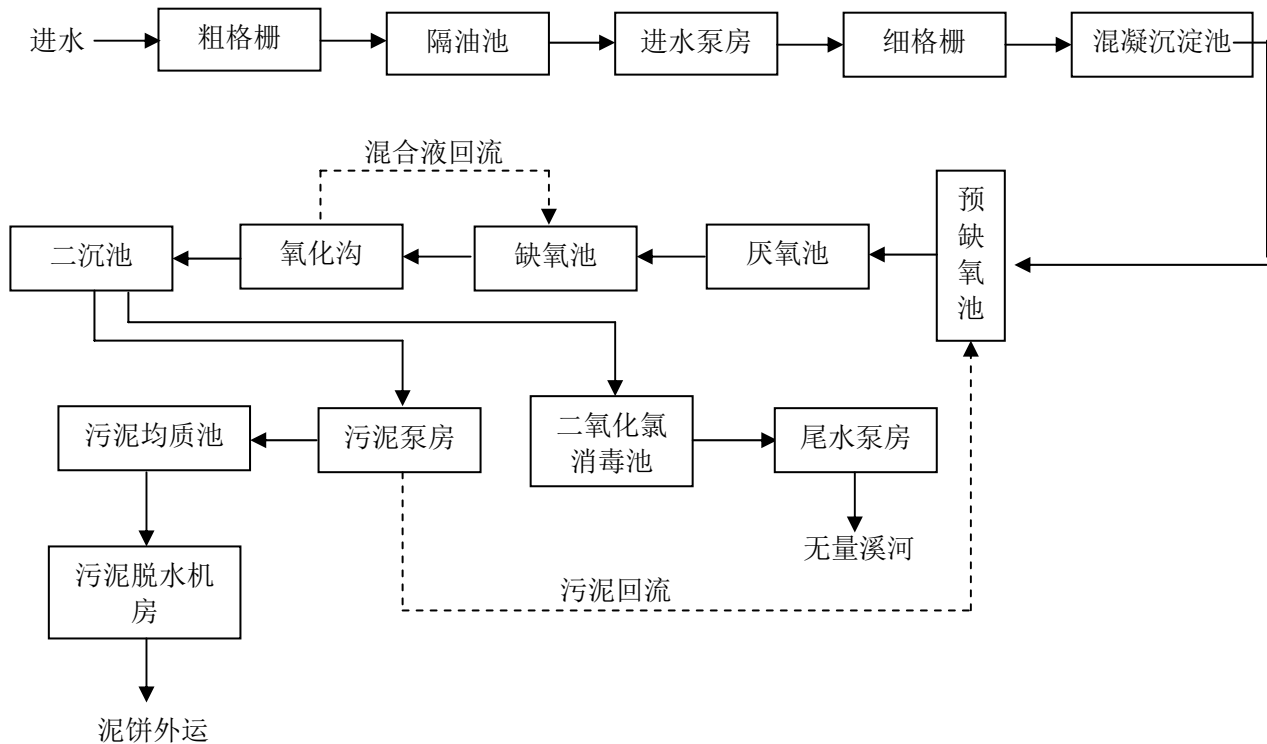 进水
粗格栅
隔油池
进水泵房
细格栅
混凝沉淀池
混合液回流
二沉池
氧化沟
缺氧池
厌氧池
预
缺
氧
池
污泥均质池
污泥泵房
二氧化氯
消毒池
尾水泵房
无量溪河
污泥脱水机
房
污泥回流
泥饼外运